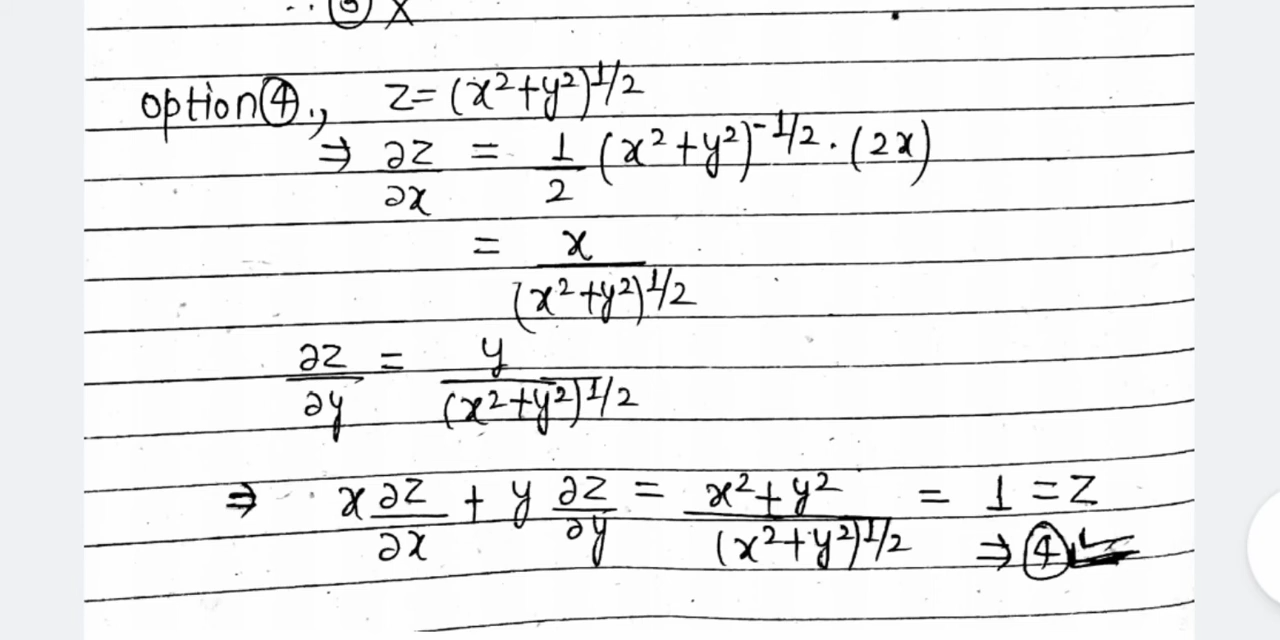 ∴ ③ X
option④., z=(x²+y²)^1/2
⇒ ∂z/∂x = 1/2 (x²+y²)^-1/2 . (2x)
= x/(x²+y²)^1/2
∂z/∂y = y/(x²+y²)^1/2
⇒ x ∂z/∂x + y ∂z/∂y = x²+y²/(x²+y²)^1/2 = 1 = z
⇒ ④ ✓